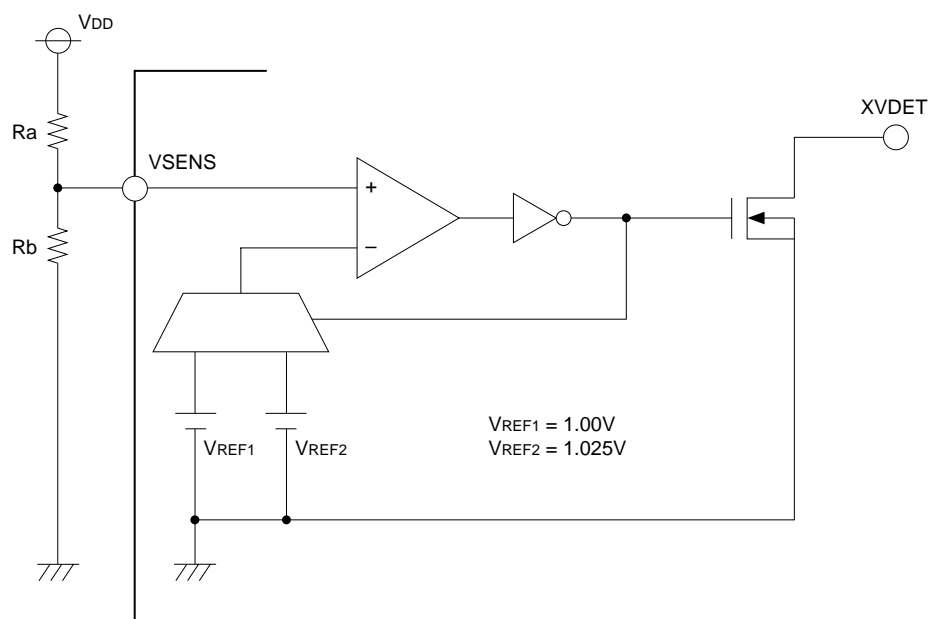 VDD
XVDET
Ra
VSENS
+
Rb
−
VREF1
VREF2
VREF1 = 1.00V
VREF2 = 1.025V